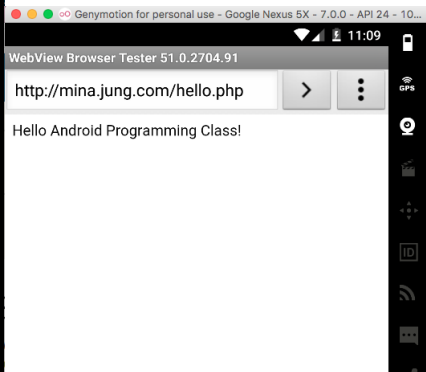 Genymotion for personal use - Google Nexus 5X - 7.0.0 - API 24 - 10...
11:09
WebView Browser Tester 51.0.2704.91
http://mina.jung.com/hello.php
GPS
Hello Android Programming Class!
ID